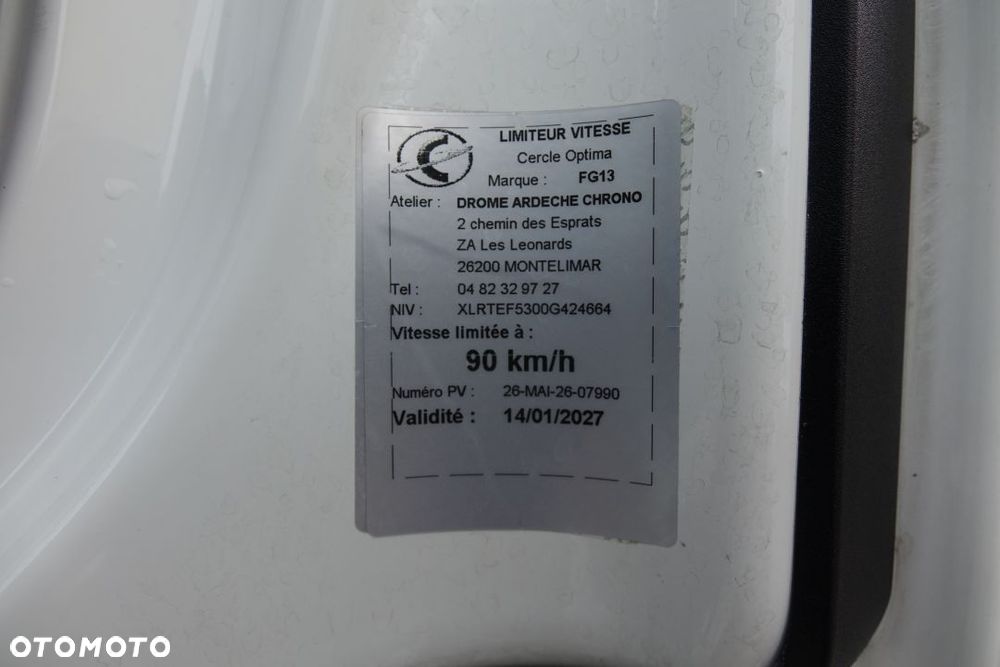 LIMITEUR VITESSE
Cercle Optima
Marque : FG13
Atelier : DROME ARDECHE CHRONO
2 chemin des Esprats
ZA Les Leonards
26200 MONTELIMAR
Tel : 04 82 32 97 27
NIV : XLRTEF5300G424664
Vitesse limitée à :
90 km/h
Numéro PV : 26-MAI-26-07990
Validité : 14/01/2027
OTOMOTO